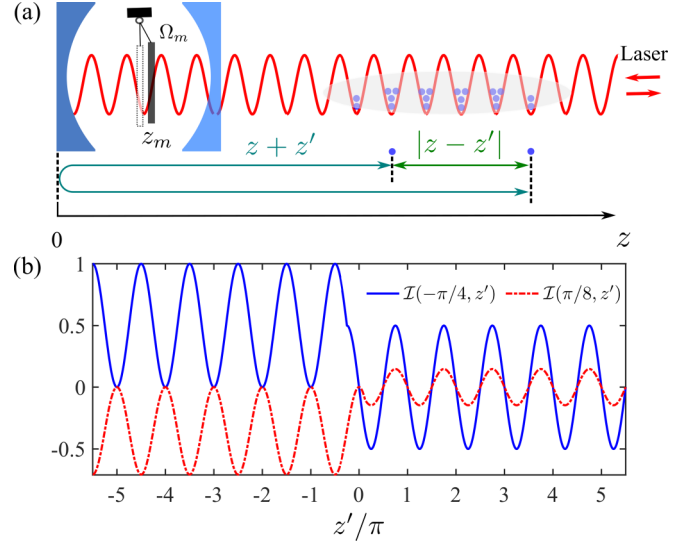 (a)
Ω_m
Laser
z_m
z + z′
|z − z′|
0
z
(b)
1
0.5
0
-0.5
I(−π/4, z′)
I(π/8, z′)
-5 -4 -3 -2 -1 0 1 2 3 4 5
z′/π